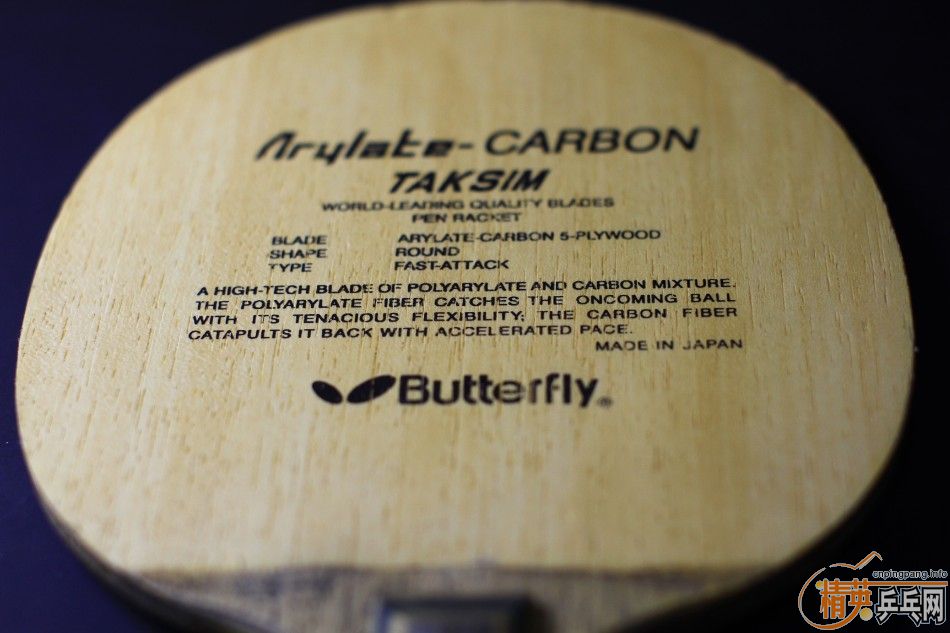 Arylate-CARBON
TAKSIM
WORLD-LEADING QUALITY BLADES
PEN RACKET
BLADE ARYLATE-CARBON 5-PLYWOOD
SHAPE ROUND
TYPE FAST-ATTACK
A HIGH-TECH BLADE OF POLYARYLATE AND CARBON MIXTURE.
THE POLYARYLATE FIBER CATCHES THE ONCOMING BALL
WITH ITS TENACIOUS FLEXIBILITY; THE CARBON FIBER
CATAPULTS IT BACK WITH ACCELERATED PACE.
MADE IN JAPAN
Butterfly®
cnpingpang.info
精英乒乓网